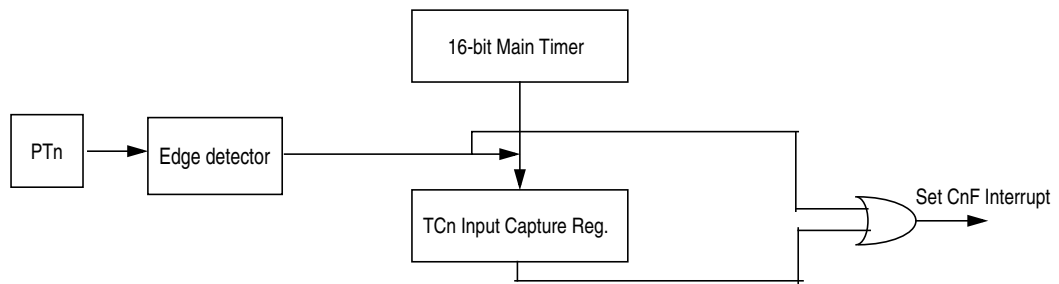 16-bit Main Timer
PTn
Edge detector
TCn Input Capture Reg.
Set CnF Interrupt